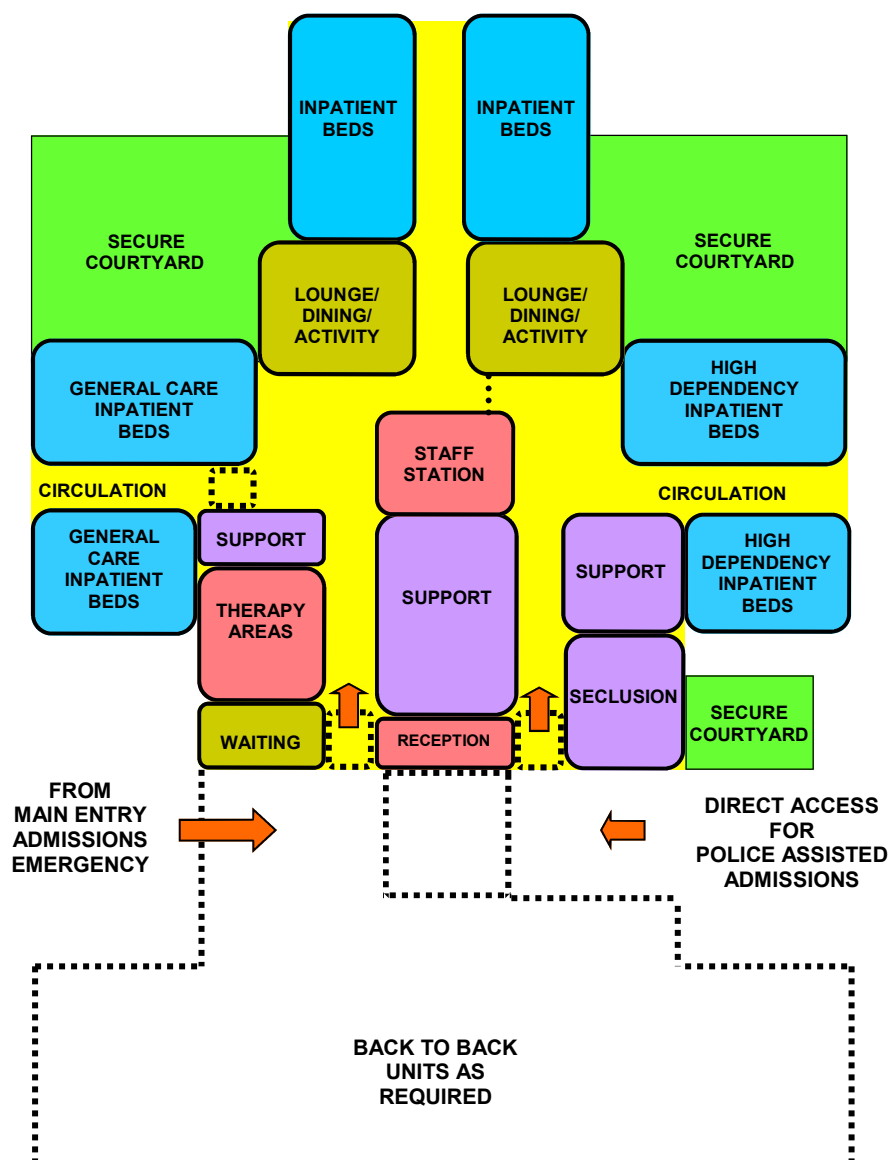 INPATIENT
BEDS
INPATIENT
BEDS
SECURE
COURTYARD
SECURE
COURTYARD
LOUNGE/
DINING/
ACTIVITY
LOUNGE/
DINING/
ACTIVITY
GENERAL CARE
INPATIENT
BEDS
HIGH
DEPENDENCY
INPATIENT
BEDS
STAFF
STATION
CIRCULATION
CIRCULATION
GENERAL
CARE
INPATIENT
BEDS
SUPPORT
SUPPORT
SUPPORT
HIGH
DEPENDENCY
INPATIENT
BEDS
THERAPY
AREAS
SECLUSION
SECURE
COURTYARD
WAITING
RECEPTION
FROM
MAIN ENTRY
ADMISSIONS
EMERGENCY
DIRECT ACCESS
FOR
POLICE ASSISTED
ADMISSIONS
BACK TO BACK
UNITS AS
REQUIRED